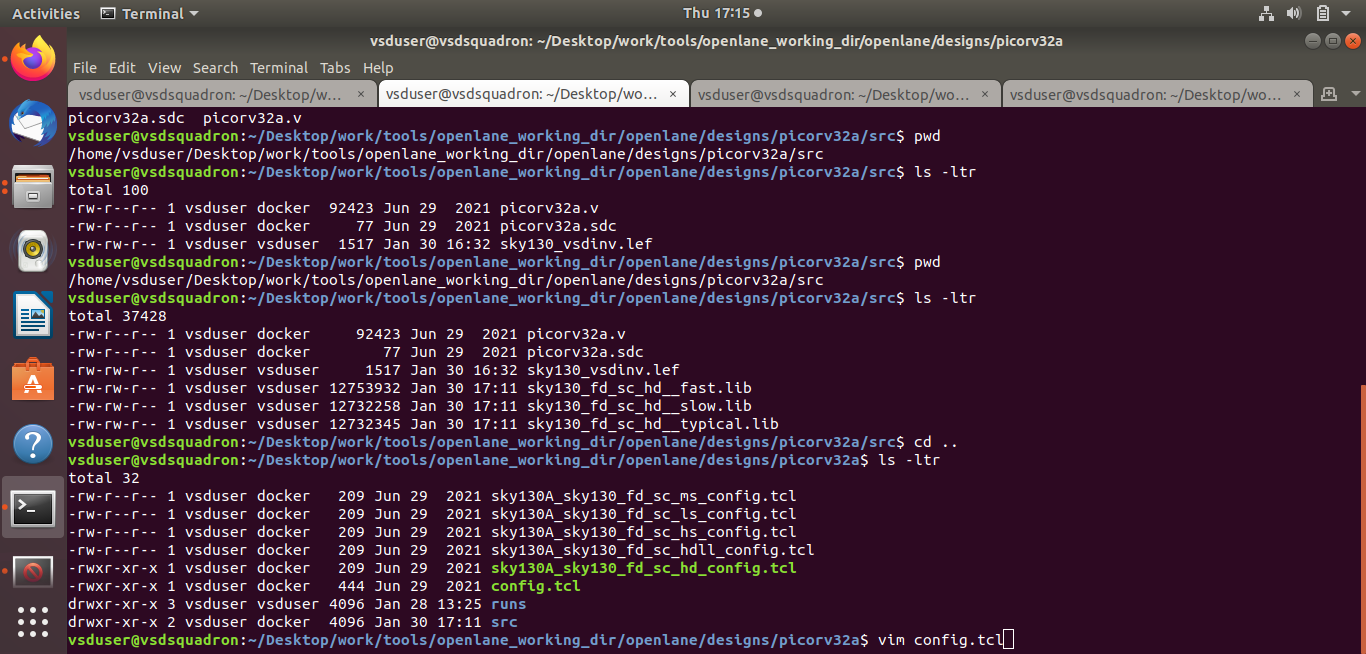 Activities Terminal Thu 17:15
vsduser@vsdsquadron: ~/Desktop/work/tools/openlane_working_dir/openlane/designs/picorv32a
File Edit View Search Terminal Tabs Help
vsduser@vsdsquadron: ~/Desktop/w... × vsduser@vsdsquadron: ~/Desktop/wo... × vsduser@vsdsquadron: ~/Desktop/wo... × vsduser@vsdsquadron: ~/Desktop/wo... ×
picorv32a.sdc  picorv32a.v
vsduser@vsdsquadron:~/Desktop/work/tools/openlane_working_dir/openlane/designs/picorv32a/src$ pwd
/home/vsduser/Desktop/work/tools/openlane_working_dir/openlane/designs/picorv32a/src
vsduser@vsdsquadron:~/Desktop/work/tools/openlane_working_dir/openlane/designs/picorv32a/src$ ls -ltr
total 100
-rw-r--r-- 1 vsduser docker  92423 Jun 29  2021 picorv32a.v
-rw-r--r-- 1 vsduser docker     77 Jun 29  2021 picorv32a.sdc
-rw-rw-r-- 1 vsduser vsduser  1517 Jan 30 16:32 sky130_vsdinv.lef
vsduser@vsdsquadron:~/Desktop/work/tools/openlane_working_dir/openlane/designs/picorv32a/src$ pwd
/home/vsduser/Desktop/work/tools/openlane_working_dir/openlane/designs/picorv32a/src
vsduser@vsdsquadron:~/Desktop/work/tools/openlane_working_dir/openlane/designs/picorv32a/src$ ls -ltr
total 37428
-rw-r--r-- 1 vsduser docker     92423 Jun 29  2021 picorv32a.v
-rw-r--r-- 1 vsduser docker        77 Jun 29  2021 picorv32a.sdc
-rw-rw-r-- 1 vsduser vsduser     1517 Jan 30 16:32 sky130_vsdinv.lef
-rw-rw-r-- 1 vsduser vsduser 12753932 Jan 30 17:11 sky130_fd_sc_hd__fast.lib
-rw-rw-r-- 1 vsduser vsduser 12732258 Jan 30 17:11 sky130_fd_sc_hd__slow.lib
-rw-rw-r-- 1 vsduser vsduser 12732345 Jan 30 17:11 sky130_fd_sc_hd__typical.lib
vsduser@vsdsquadron:~/Desktop/work/tools/openlane_working_dir/openlane/designs/picorv32a/src$ cd ..
vsduser@vsdsquadron:~/Desktop/work/tools/openlane_working_dir/openlane/designs/picorv32a$ ls -ltr
total 32
-rw-r--r-- 1 vsduser docker   209 Jun 29  2021 sky130A_sky130_fd_sc_ms_config.tcl
-rw-r--r-- 1 vsduser docker   209 Jun 29  2021 sky130A_sky130_fd_sc_ls_config.tcl
-rw-r--r-- 1 vsduser docker   209 Jun 29  2021 sky130A_sky130_fd_sc_hs_config.tcl
-rw-r--r-- 1 vsduser docker   209 Jun 29  2021 sky130A_sky130_fd_sc_hdll_config.tcl
-rwxr-xr-x 1 vsduser docker   209 Jun 29  2021 sky130A_sky130_fd_sc_hd_config.tcl
-rwxr-xr-x 1 vsduser docker   444 Jun 29  2021 config.tcl
drwxr-xr-x 3 vsduser vsduser 4096 Jan 28 13:25 runs
drwxr-xr-x 2 vsduser docker  4096 Jan 30 17:11 src
vsduser@vsdsquadron:~/Desktop/work/tools/openlane_working_dir/openlane/designs/picorv32a$ vim config.tcl